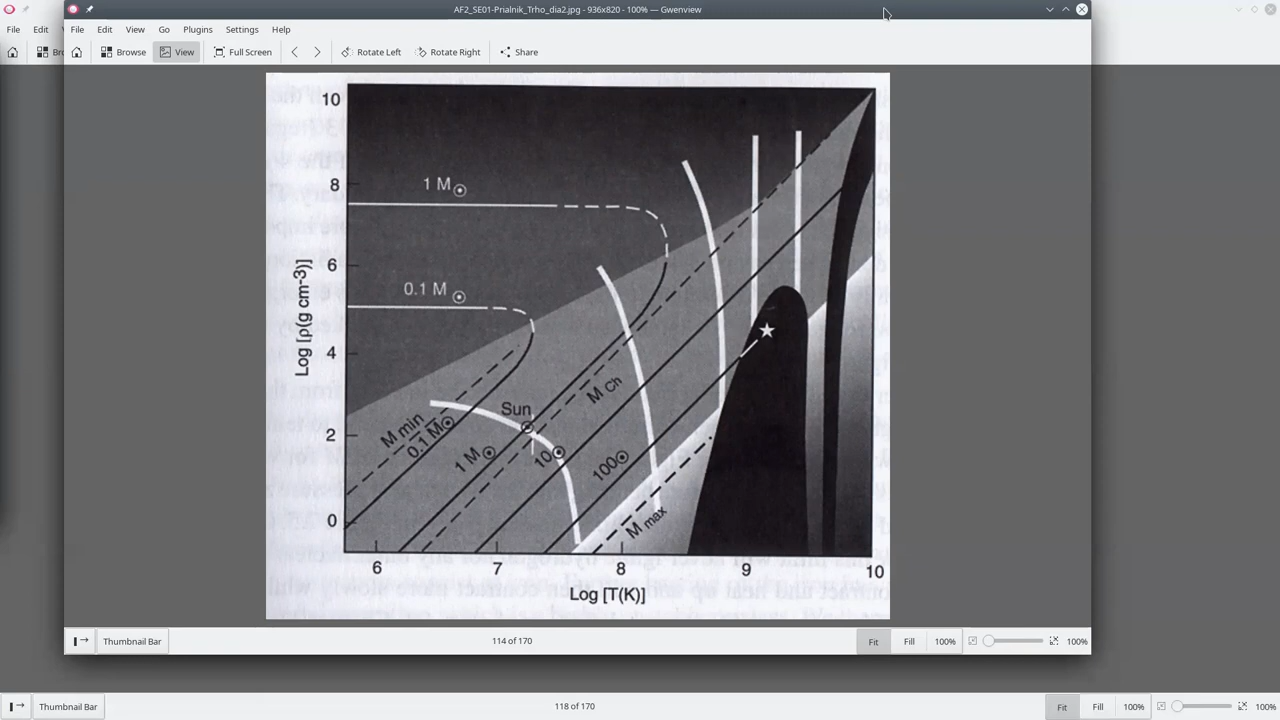 AF2_SE01-Prialnik_Trho_dia2.jpg - 936x820 - 100% — Gwenview
File Edit
File Edit View Go Plugins Settings Help
Browse View Full Screen Rotate Left Rotate Right Share
10
1 M☉
8
6
0.1 M☉
Log [ρ(g cm-3)]
4
M Ch
Sun
M min
0.1 M☉
2
1 M☉
10☉
100☉
0
M max
6 7 8 9 10
Log [T(K)]
Thumbnail Bar 114 of 170 Fit Fill 100% 100%
Thumbnail Bar 118 of 170 Fit Fill 100% 100%